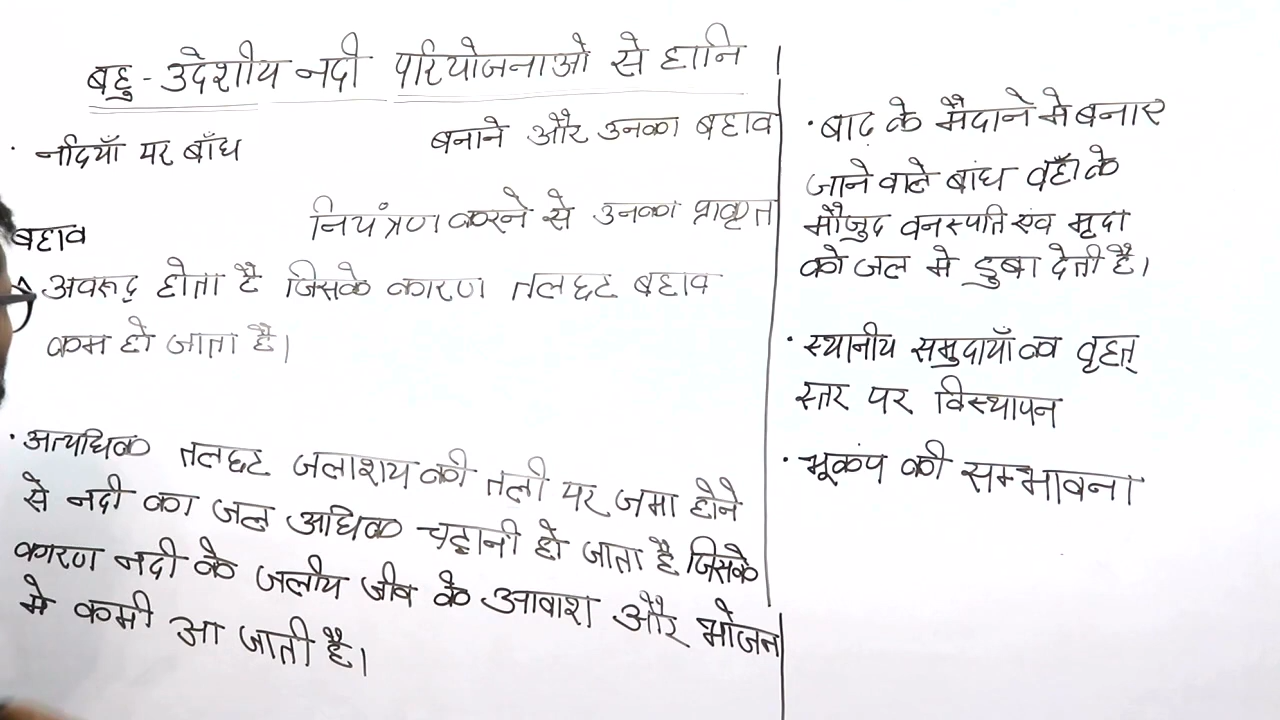 बहु - उदेशीय नदी परियोजनाओ से हानि
· नदियाँ पर बाँध बनाने और उनका बहाव
नियंत्रण करने से उनका प्राकृत
बहाव
अवरूद्ध होता है जिसके कारण तलछट बहाव
कम हो जाता है।
· अत्यधिक तलछट जलाशय की तली पर जमा होने
से नदी का जल अधिक चट्टानी हो जाता है जिसके
कारण नदी के जलीय जीव के आवाश और भोजन
मे कमी आ जाती है।
· बाढ़ के मैदाने मे बनाए
जाने वाले बांध वहाँ के
मौजुद वनस्पति एंव मृदा
को जल मे डुबा देती है।
· स्थानीय समुदायाँ का वृहत्
स्तर पर विस्थापन
· भूकंप की सम्भावना